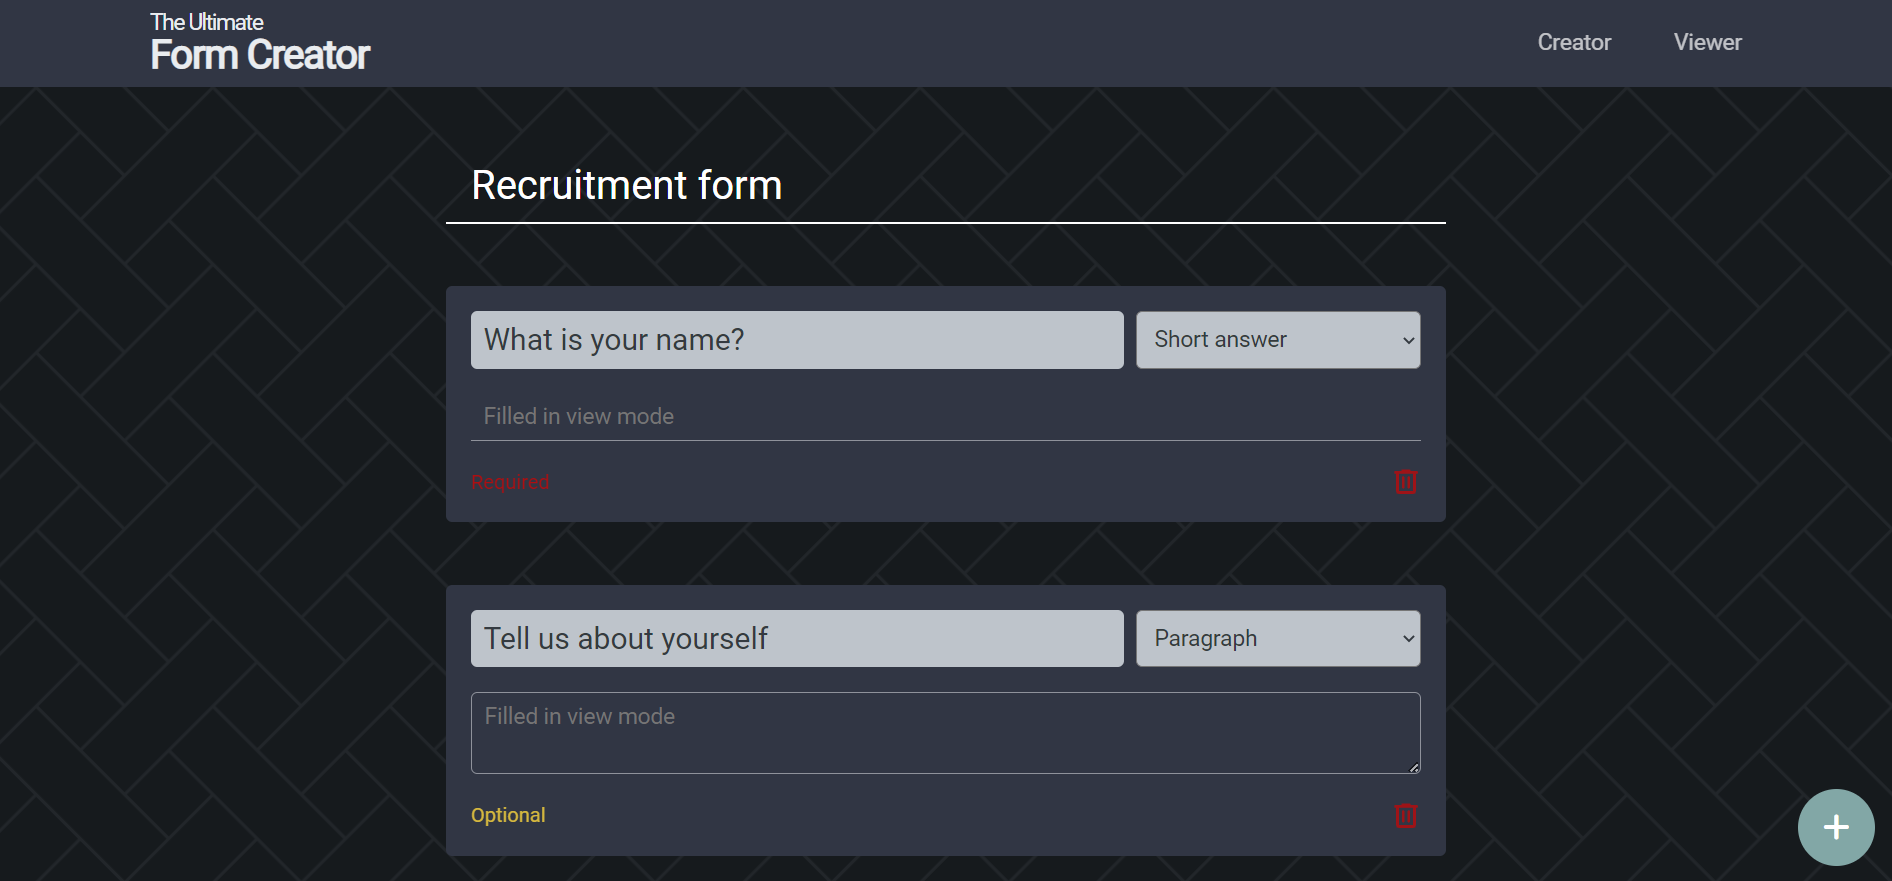 The Ultimate
Form Creator
Creator
Viewer
Recruitment form
What is your name?
Short answer
Filled in view mode
Required
Tell us about yourself
Paragraph
Filled in view mode
Optional
+